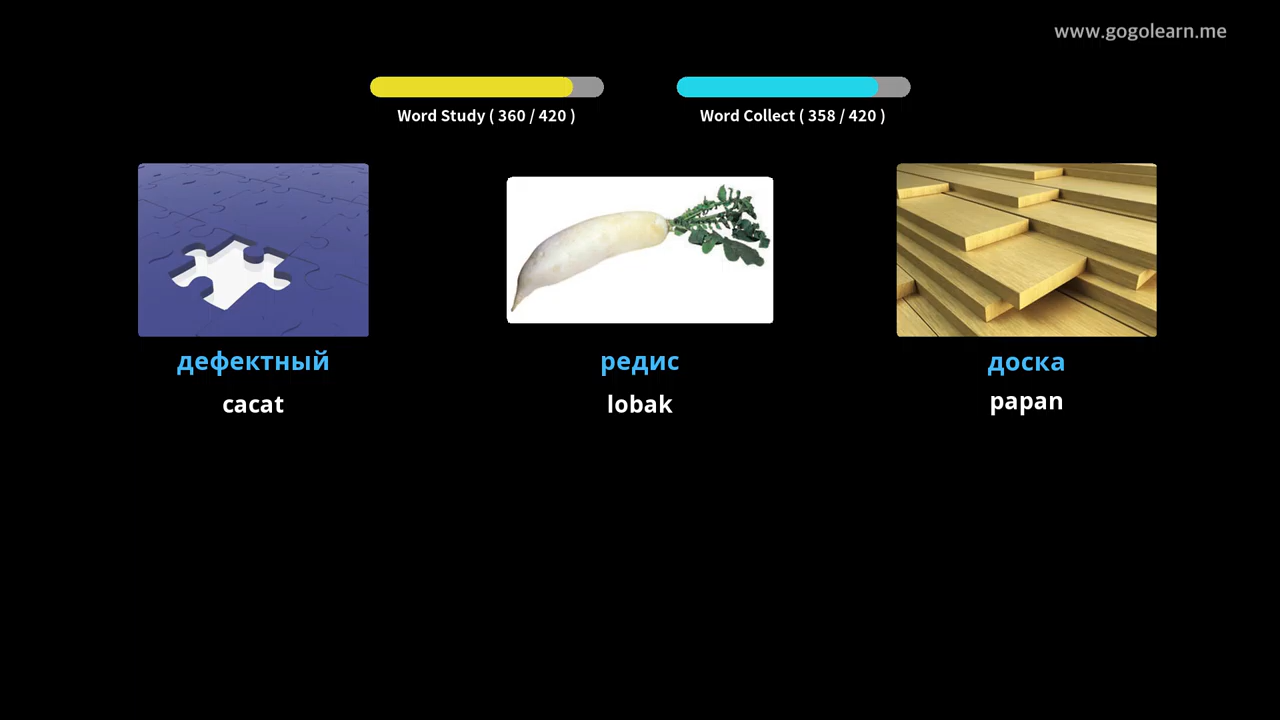 www.gogolearn.me
Word Study ( 360 / 420 )
Word Collect ( 358 / 420 )
дефектный
редис
доска
cacat
lobak
papan